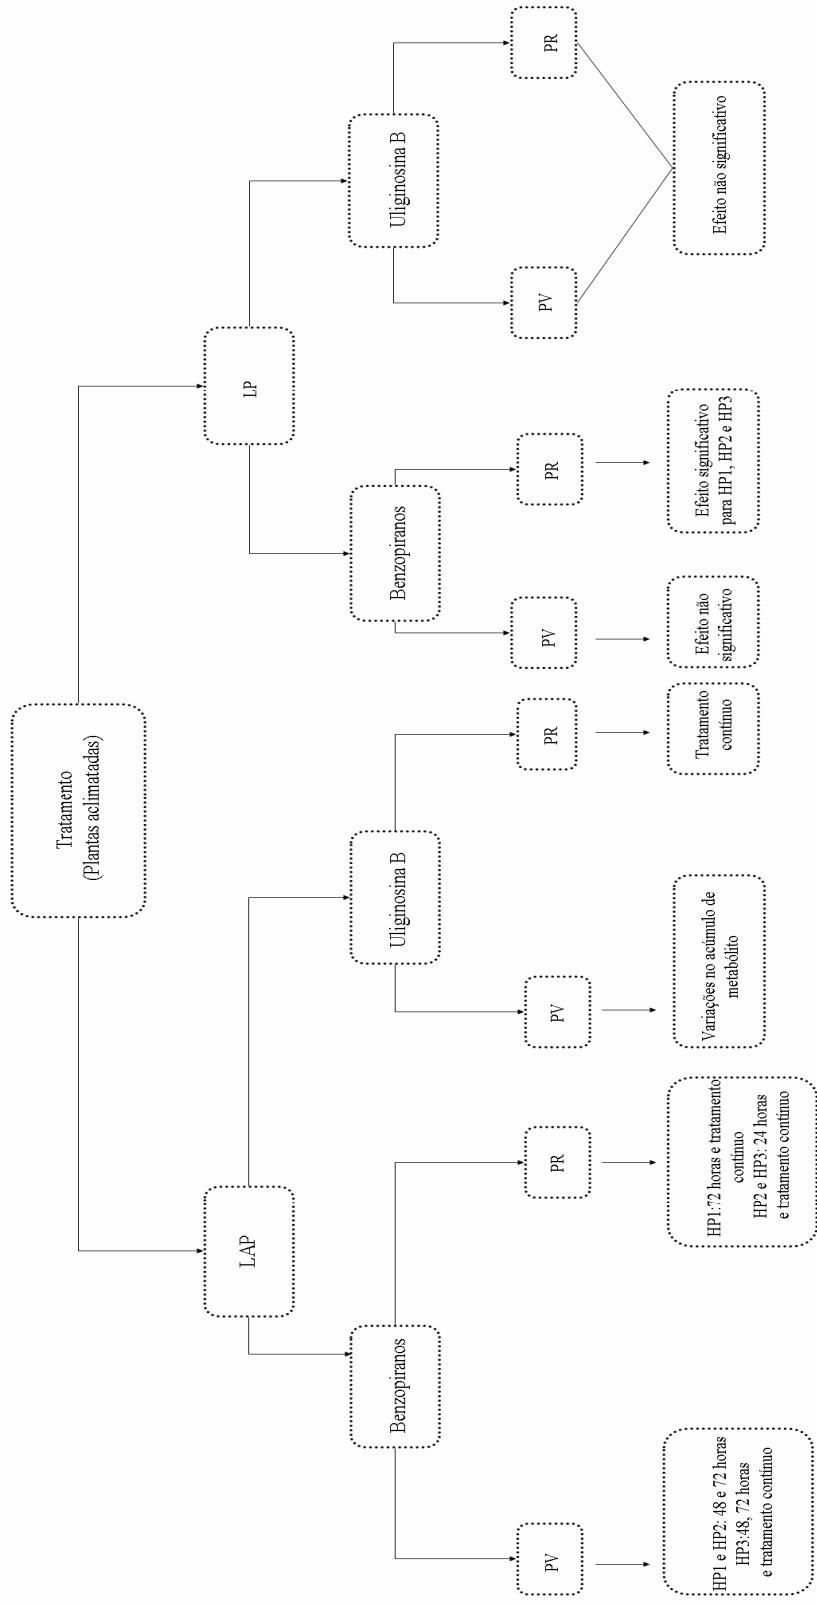 Tratamento
(Plantas aclimatadas)
LAP
LP
Benzopiranos
Uliginosina B
Benzopiranos
Uliginosina B
PV
PR
PV
PR
PV
PR
PV
PR
HP1 e HP2: 48 e 72 horas
HP3:48, 72 horas
e tratamento contínuo
HP1:72 horas e tratamento
contínuo
HP2 e HP3: 24 horas
e tratamento contínuo
Variações no acúmulo de
metabólito
Tratamento
contínuo
Efeito não
significativo
Efeito significativo
para HP1, HP2 e HP3
Efeito não significativo